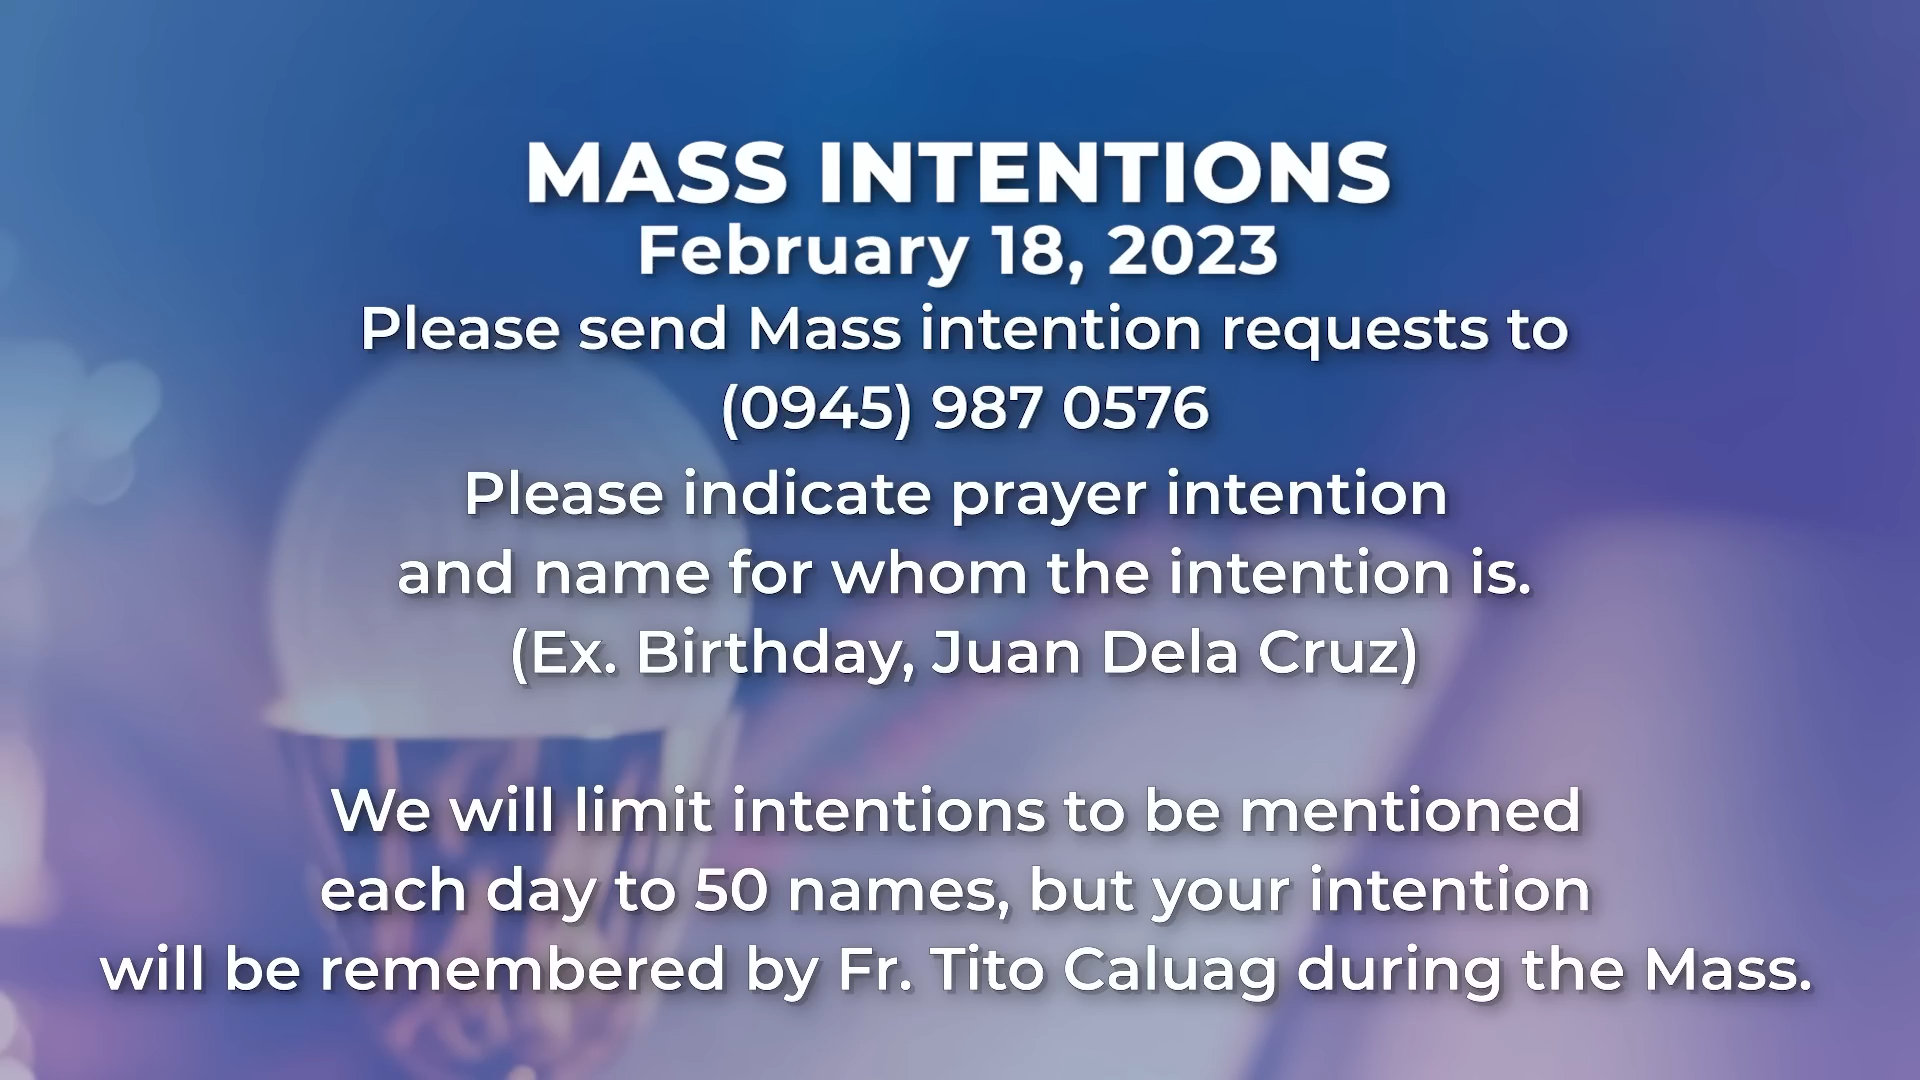 MASS INTENTIONS
February 18, 2023
Please send Mass intention requests to
(0945) 987 0576
Please indicate prayer intention
and name for whom the intention is.
(Ex. Birthday, Juan Dela Cruz)
We will limit intentions to be mentioned
each day to 50 names, but your intention
will be remembered by Fr. Tito Caluag during the Mass.